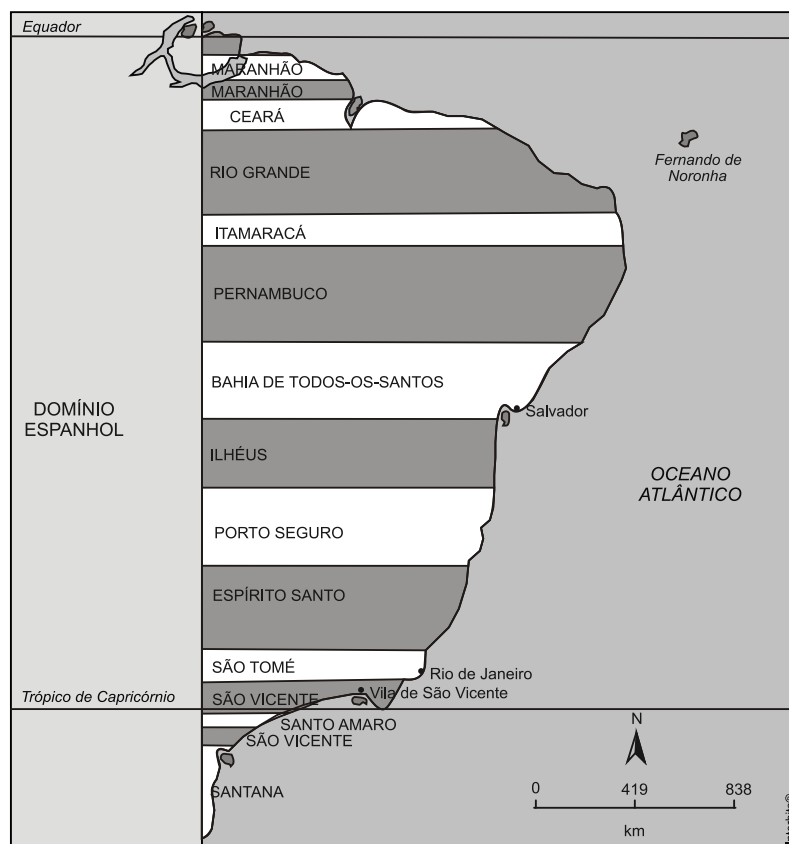 Equador
MARANHÃO
MARANHÃO
CEARÁ
Fernando de
Noronha
RIO GRANDE
ITAMARACÁ
PERNAMBUCO
BAHIA DE TODOS-OS-SANTOS
DOMÍNIO
ESPANHOL
Salvador
ILHÉUS
OCEANO
ATLÂNTICO
PORTO SEGURO
ESPÍRITO SANTO
SÃO TOMÉ
Rio de Janeiro
Trópico de Capricórnio
SÃO VICENTE
Vila de São Vicente
SANTO AMARO
SÃO VICENTE
SANTANA
N
0 419 838
km